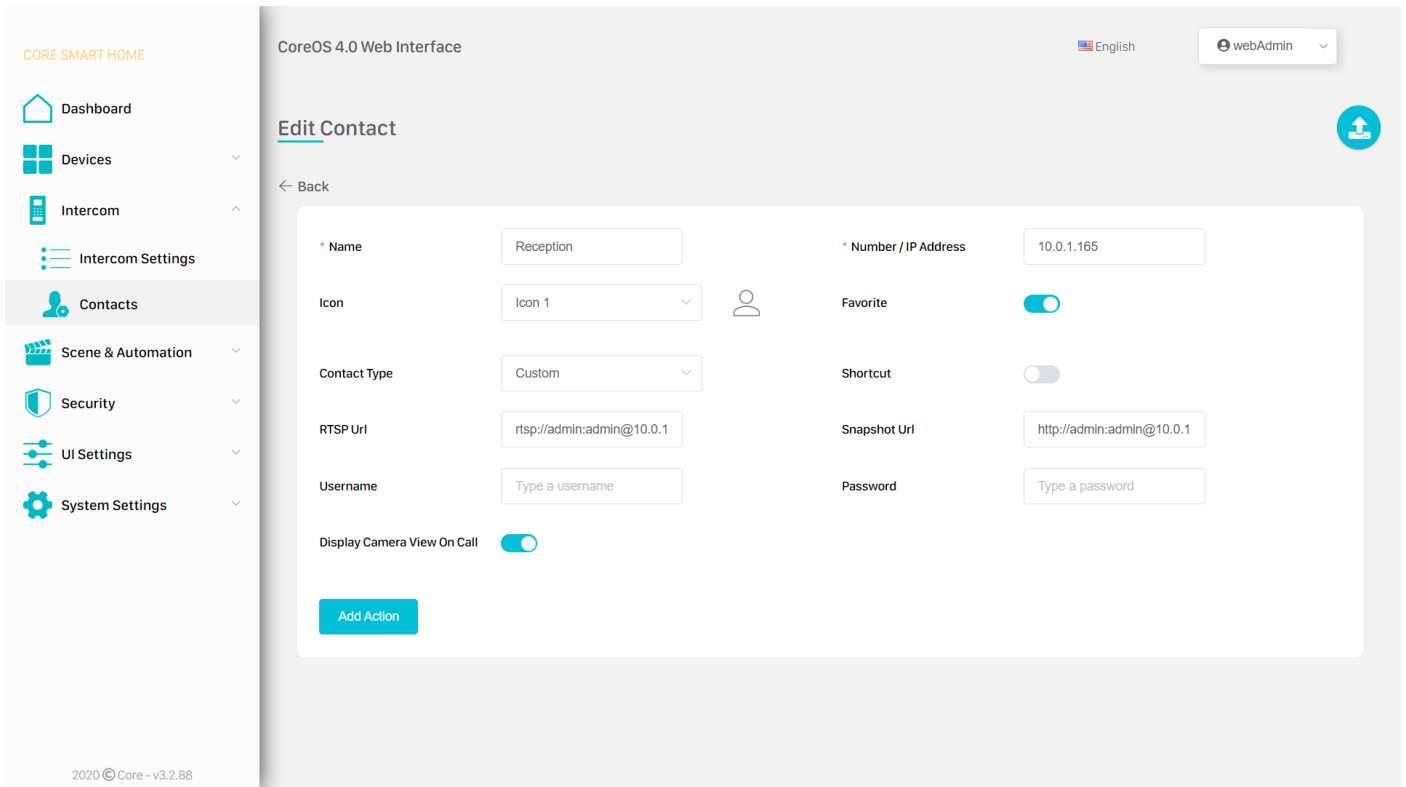 CORE SMART HOME
Dashboard
Devices
Intercom
Intercom Settings
Contacts
Scene & Automation
Security
UI Settings
System Settings
2020 © Core - v3.2.88
CoreOS 4.0 Web Interface
English
webAdmin
Edit Contact
Back
* Name
Reception
* Number / IP Address
10.0.1.165
Icon
Icon 1
Favorite
Contact Type
Custom
Shortcut
RTSP Url
rtsp://admin:admin@10.0.1
Snapshot Url
http://admin:admin@10.0.1
Username
Type a username
Password
Type a password
Display Camera View On Call
Add Action